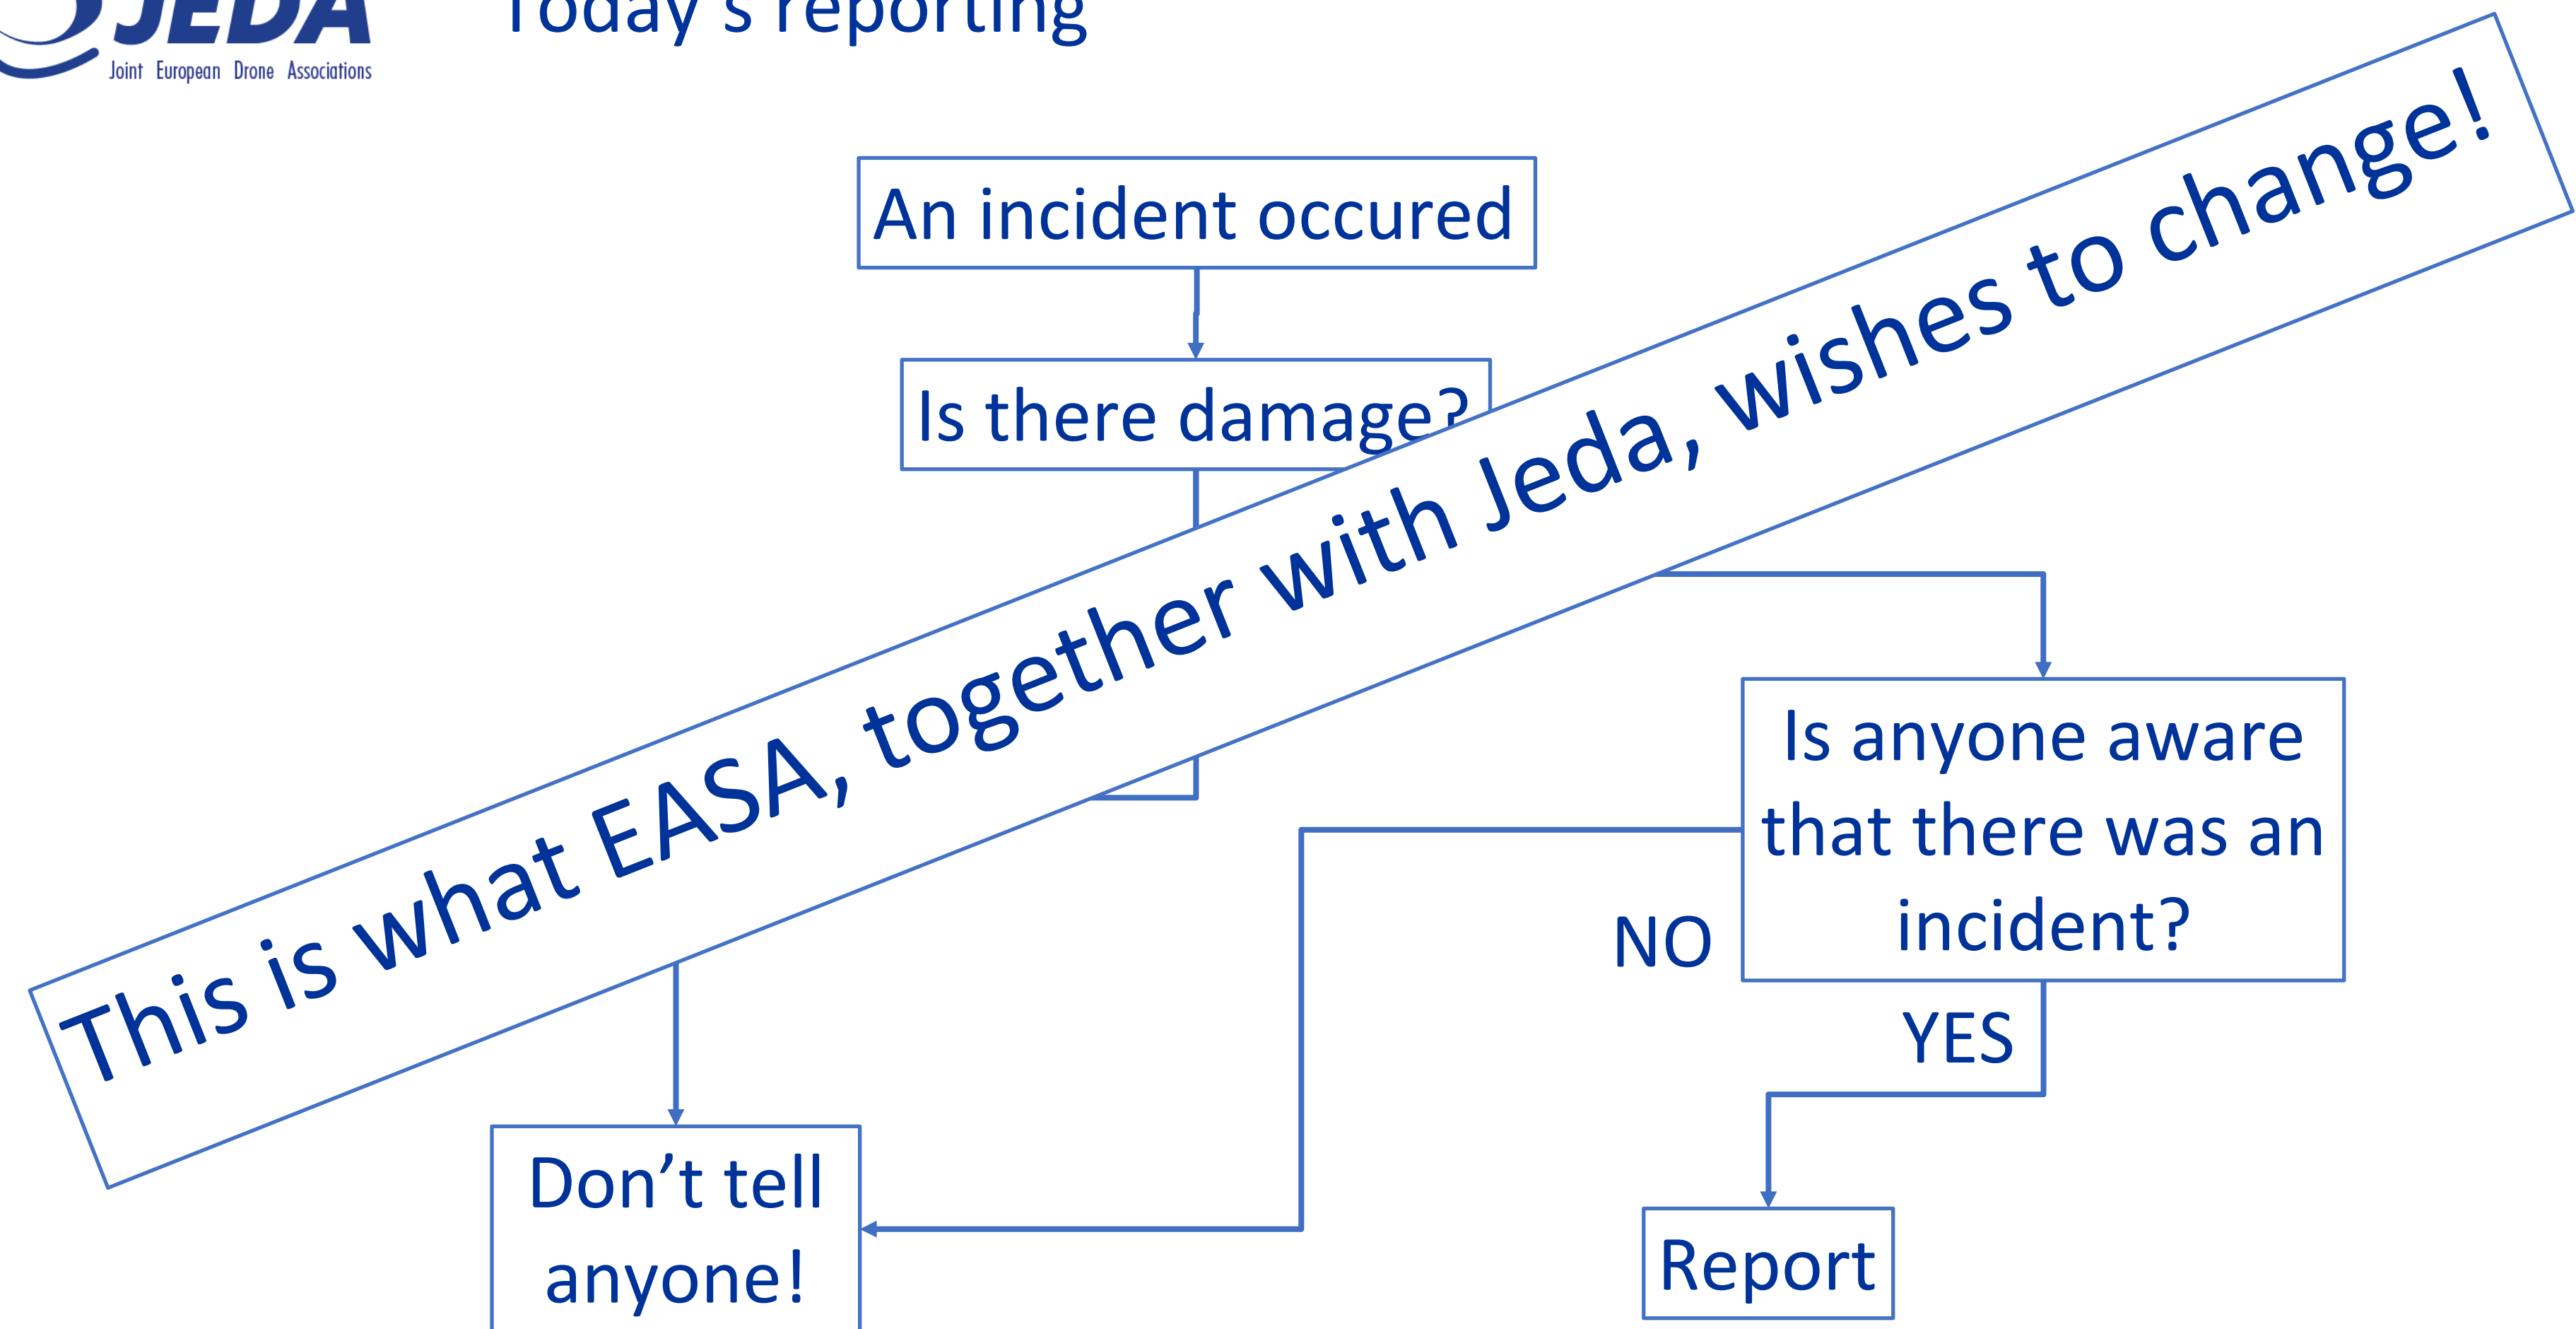 JEDA
Joint European Drone Associations
Today's reporting
An incident occured
Is there damage?
This is what EASA, together with Jeda, wishes to change!
Is anyone aware
that there was an
incident?
NO
YES
Don't tell
anyone!
Report